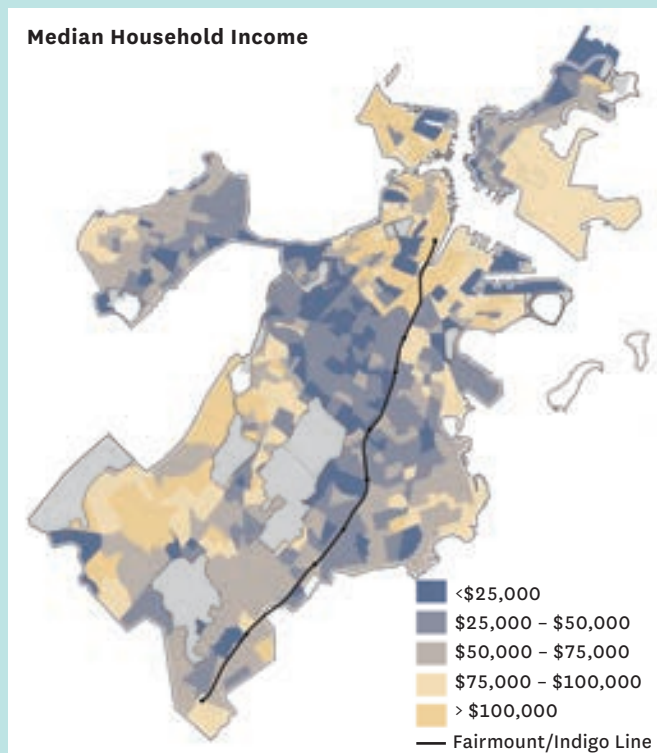 Median Household Income
<$25,000
$25,000 – $50,000
$50,000 – $75,000
$75,000 – $100,000
> $100,000
Fairmount/Indigo Line